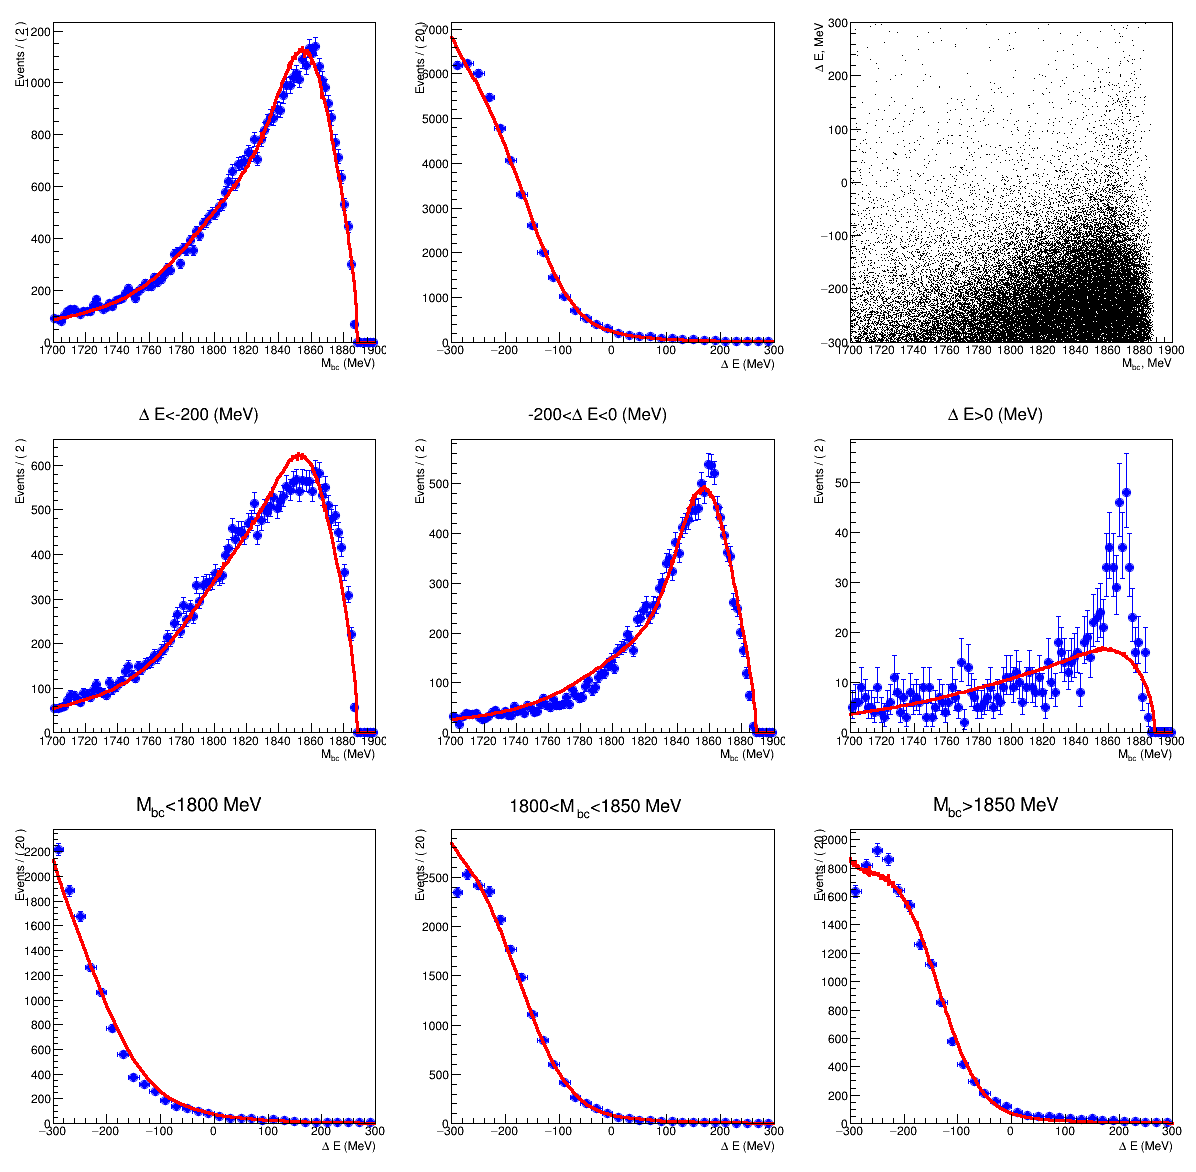 Events / ( 2 )
1200
1000
800
600
400
200
0
1700 1720 1740 1760 1780 1800 1820 1840 1860 1880 1900
M_bc (MeV)
Events / ( 20 )
7000
6000
5000
4000
3000
2000
1000
0
−300 −200 −100 0 100 200 300
Δ E (MeV)
Δ E, MeV
300
200
100
0
−100
−200
−300
1700 1720 1740 1760 1780 1800 1820 1840 1860 1880 1900
M_bc, MeV
Δ E<-200 (MeV)
Events / ( 2 )
600
500
400
300
200
100
0
1700 1720 1740 1760 1780 1800 1820 1840 1860 1880 1900
M_bc (MeV)
-200<Δ E<0 (MeV)
Events / ( 2 )
500
400
300
200
100
0
1700 1720 1740 1760 1780 1800 1820 1840 1860 1880 1900
M_bc (MeV)
Δ E>0 (MeV)
Events / ( 2 )
50
40
30
20
10
0
1700 1720 1740 1760 1780 1800 1820 1840 1860 1880 1900
M_bc (MeV)
M_bc<1800 MeV
Events / ( 20 )
2200
2000
1800
1600
1400
1200
1000
800
600
400
200
0
−300 −200 −100 0 100 200 300
Δ E (MeV)
1800<M_bc<1850 MeV
Events / ( 20 )
2500
2000
1500
1000
500
0
−300 −200 −100 0 100 200 300
Δ E (MeV)
M_bc>1850 MeV
Events / ( 20 )
2000
1800
1600
1400
1200
1000
800
600
400
200
0
−300 −200 −100 0 100 200 300
Δ E (MeV)